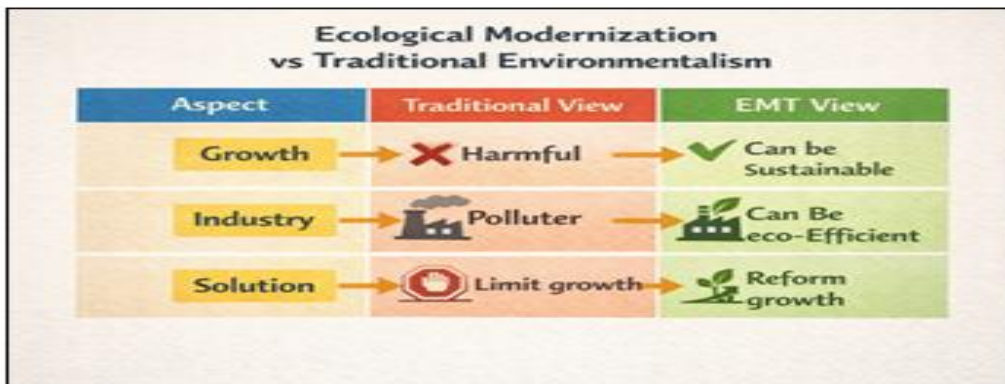 Ecological Modernization
vs Traditional Environmentalism
Aspect Traditional View EMT View
Growth Harmful Can be
Sustainable
Industry Polluter Can Be
eco-Efficient
Solution Limit growth Reform
growth